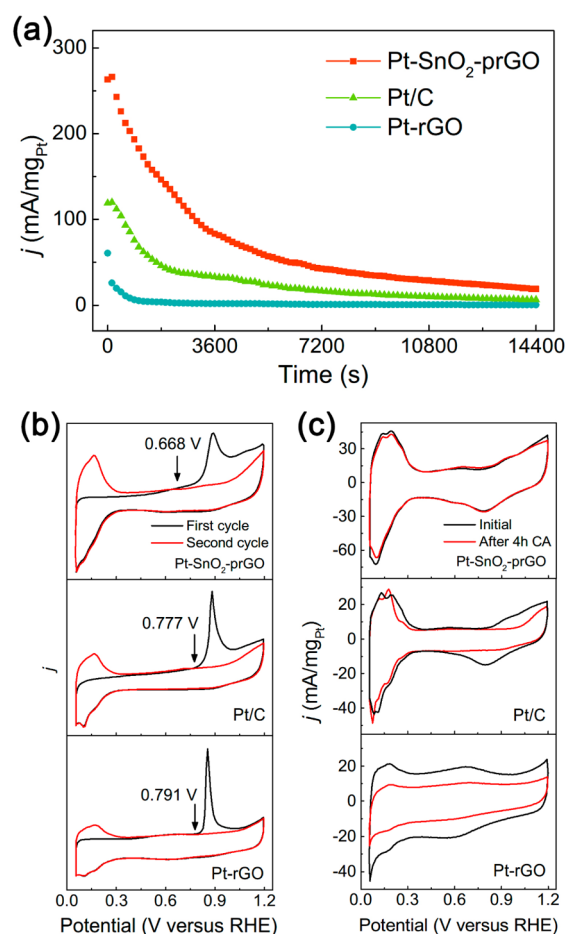 (a)
300
200
100
0
j (mA/mgPt)
Pt-SnO2-prGO
Pt/C
Pt-rGO
0 3600 7200 10800 14400
Time (s)
(b)
0.668 V
First cycle
Second cycle
Pt-SnO2-prGO
0.777 V
Pt/C
0.791 V
Pt-rGO
j
0.0 0.3 0.6 0.9 1.2
Potential (V versus RHE)
(c)
30
0
-30
-60
Initial
After 4h CA
Pt-SnO2-prGO
20
0
-20
-40
Pt/C
20
0
-20
-40
Pt-rGO
j (mA/mgPt)
0.0 0.3 0.6 0.9 1.2
Potential (V versus RHE)